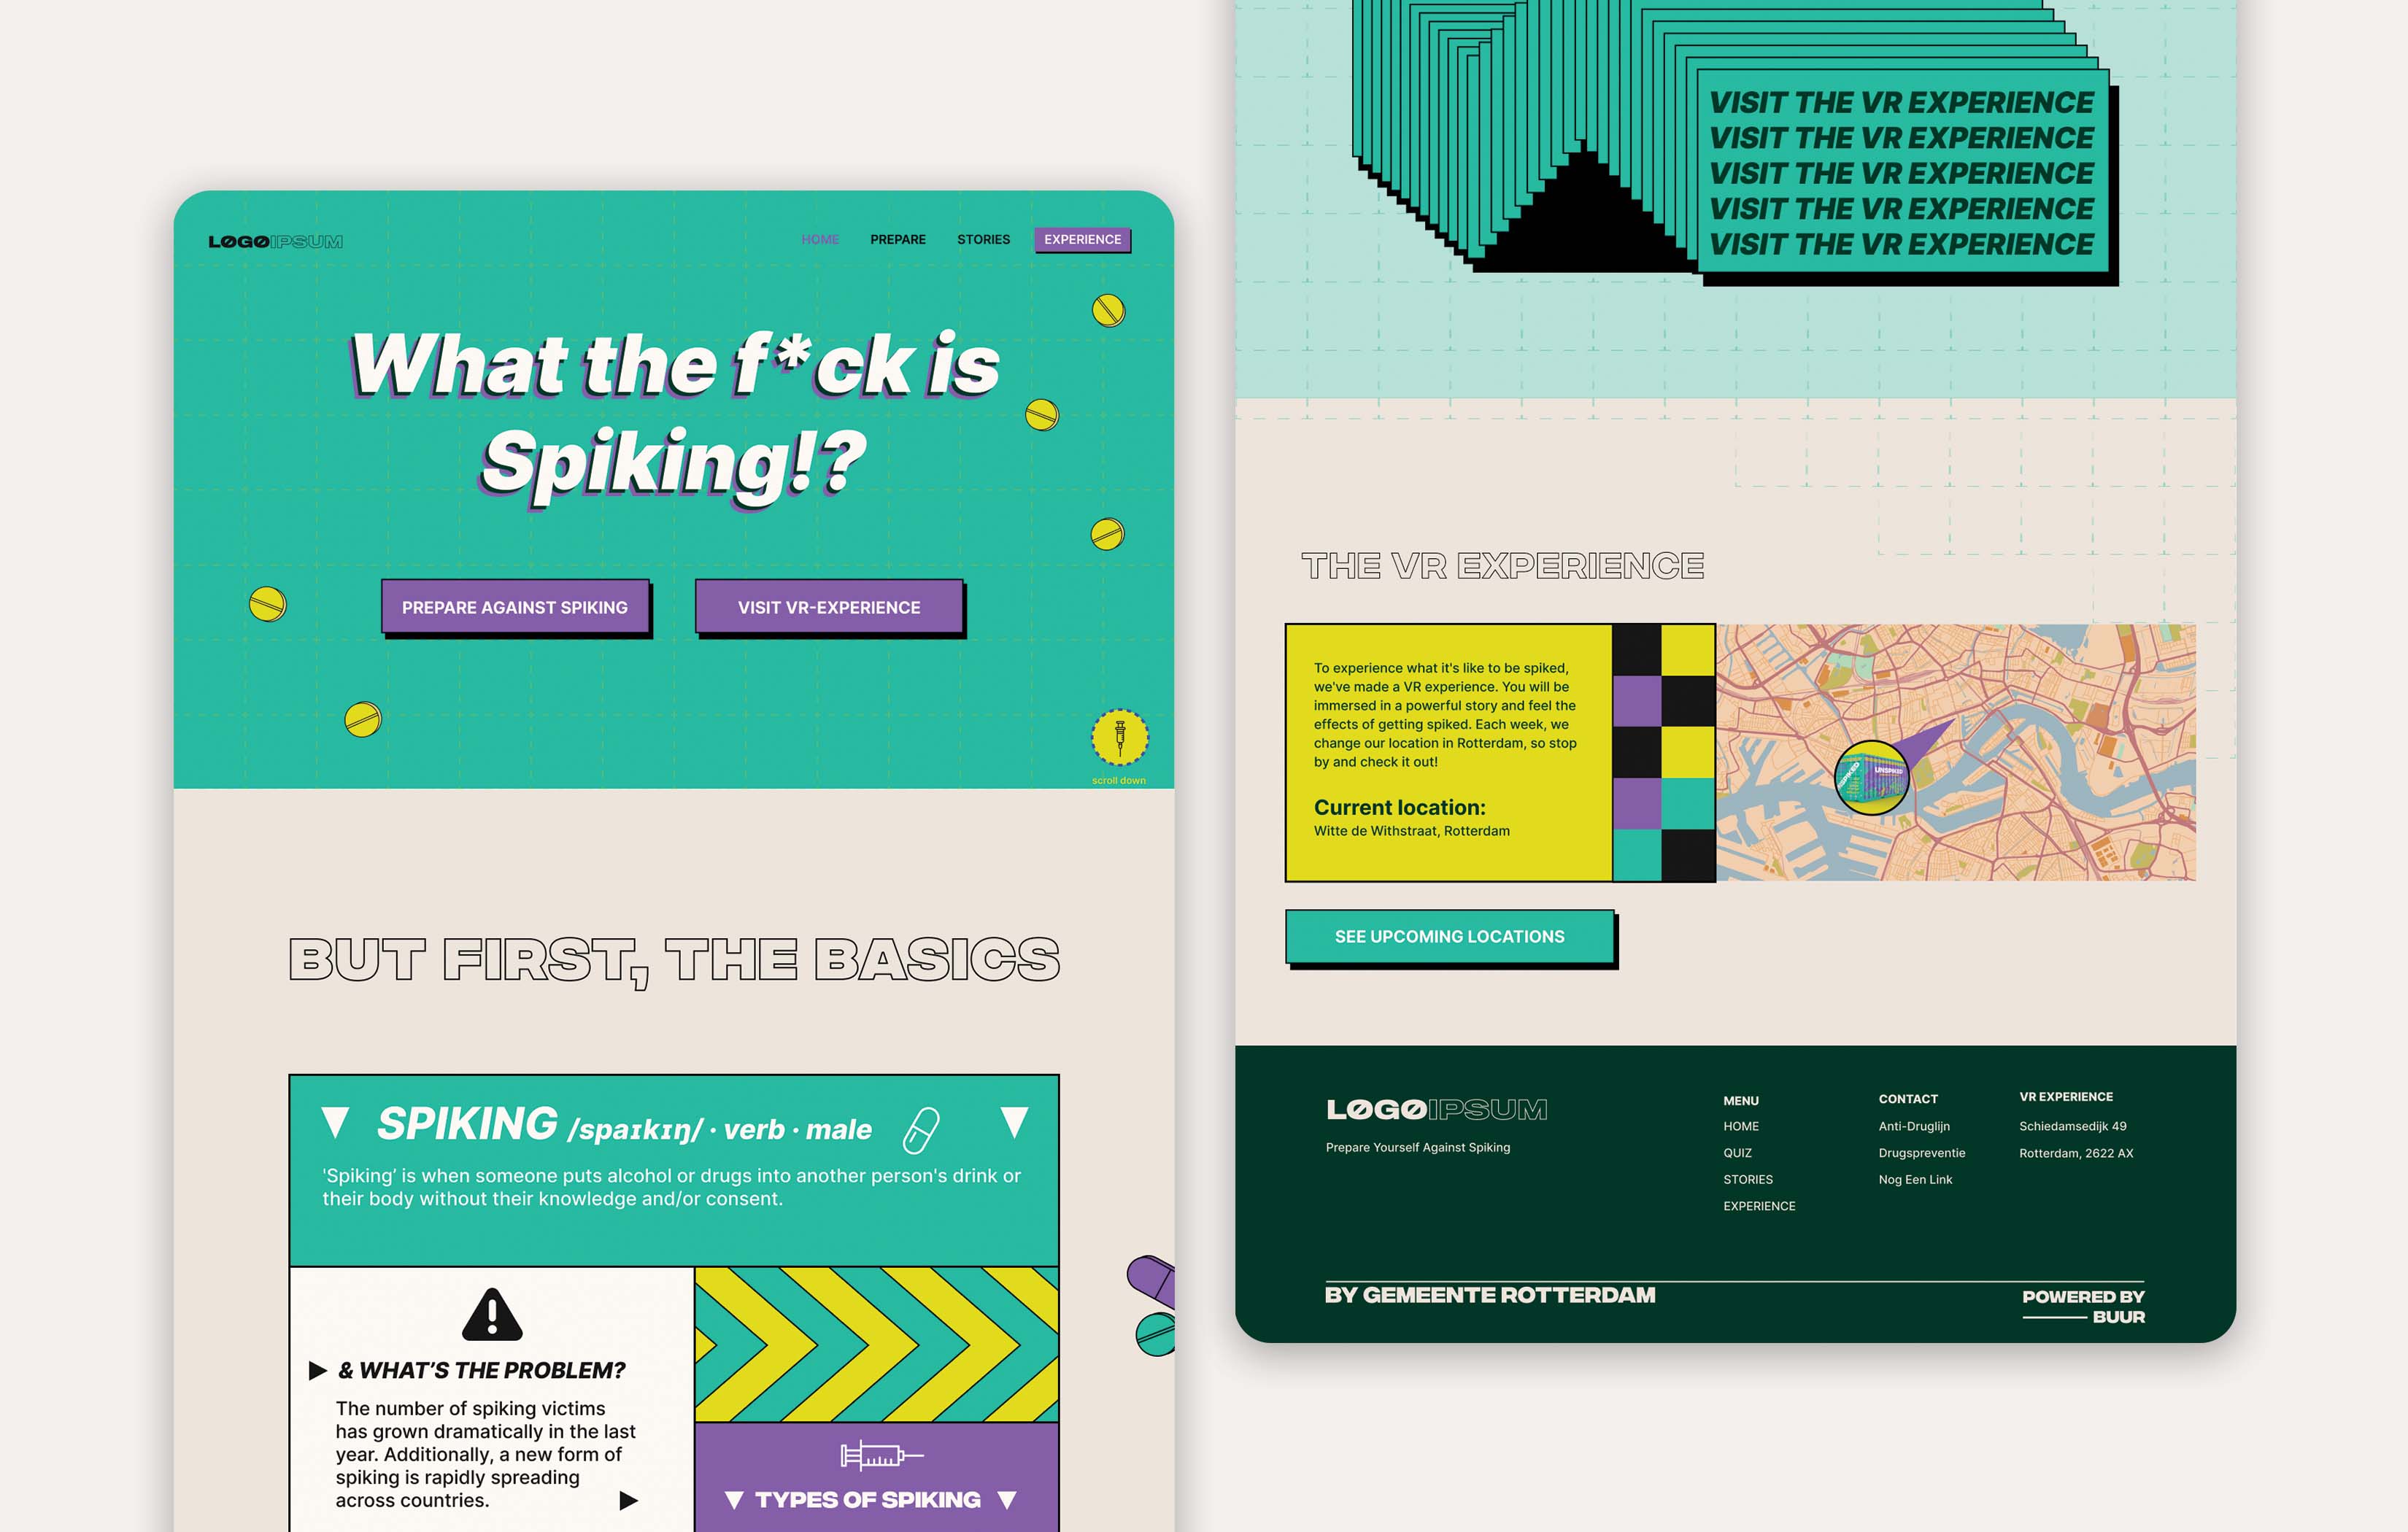 LOGOIPSUM
HOME PREPARE STORIES EXPERIENCE
What the f*ck is
Spiking!?
PREPARE AGAINST SPIKING
VISIT VR-EXPERIENCE
scroll down
BUT FIRST, THE BASICS
SPIKING /spaɪkɪŋ/ · verb · male
'Spiking’ is when someone puts alcohol or drugs into another person's drink or
their body without their knowledge and/or consent.
& WHAT’S THE PROBLEM?
The number of spiking victims
has grown dramatically in the last
year. Additionally, a new form of
spiking is rapidly spreading
across countries.
TYPES OF SPIKING
VISIT THE VR EXPERIENCE
VISIT THE VR EXPERIENCE
VISIT THE VR EXPERIENCE
VISIT THE VR EXPERIENCE
VISIT THE VR EXPERIENCE
THE VR EXPERIENCE
To experience what it's like to be spiked,
we've made a VR experience. You will be
immersed in a powerful story and feel the
effects of getting spiked. Each week, we
change our location in Rotterdam, so stop
by and check it out!
Current location:
Witte de Withstraat, Rotterdam
UNSPIKED
SEE UPCOMING LOCATIONS
LOGOIPSUM
Prepare Yourself Against Spiking
MENU
HOME
QUIZ
STORIES
EXPERIENCE
CONTACT
Anti-Druglijn
Drugspreventie
Nog Een Link
VR EXPERIENCE
Schiedamsedijk 49
Rotterdam, 2622 AX
BY GEMEENTE ROTTERDAM
POWERED BY
BUUR